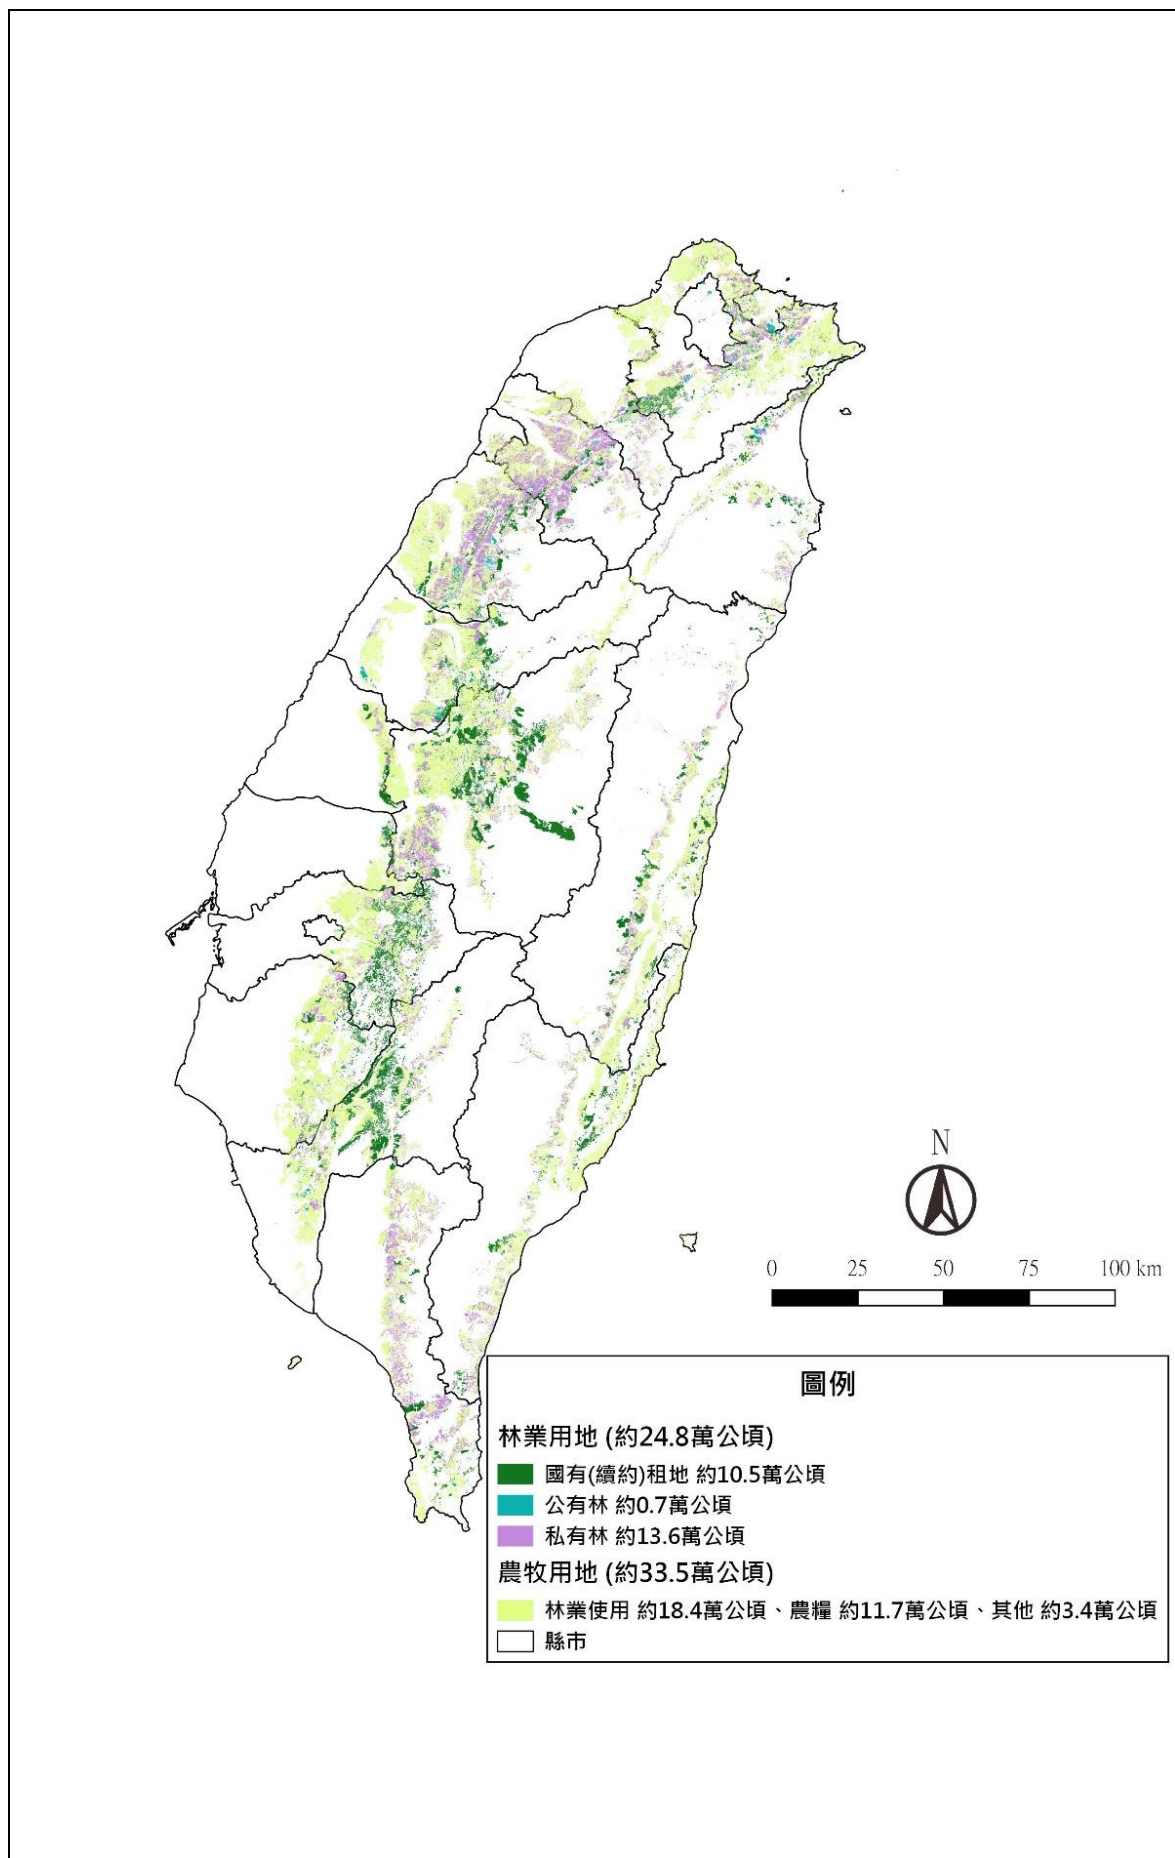 N
0 25 50 75 100 km
圖例
林業用地 (約24.8萬公頃)
國有(續約)租地 約10.5萬公頃
公有林 約0.7萬公頃
私有林 約13.6萬公頃
農牧用地 (約33.5萬公頃)
林業使用 約18.4萬公頃、農糧 約11.7萬公頃、其他 約3.4萬公頃
縣市